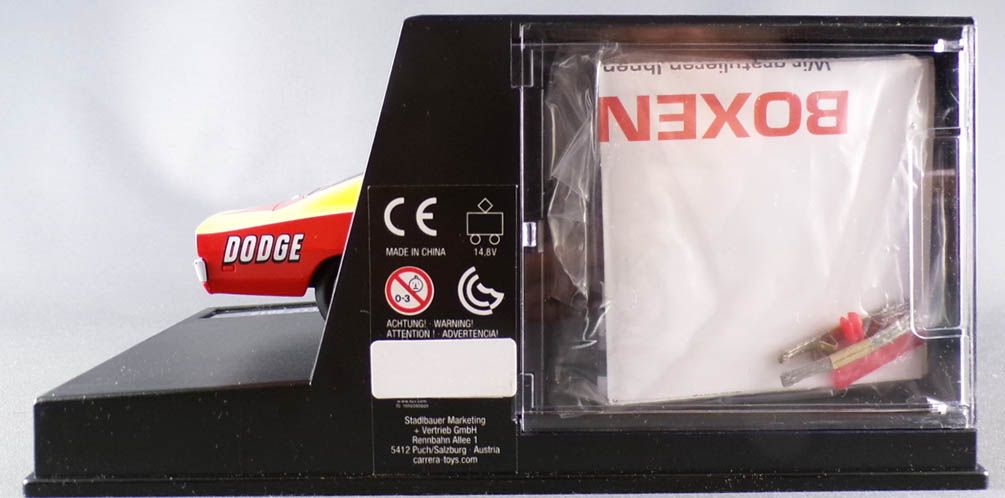 Wir gratulieren Ihnen
BOXEN
DODGE
CE
MADE IN CHINA
14,8V
0-3
ACHTUNG! · WARNING!
ATTENTION ! · ADVERTENCIA!
Stadlbauer Marketing
+ Vertrieb GmbH
Rennbahn Allee 1
5412 Puch/Salzburg · Austria
carrera-toys.com